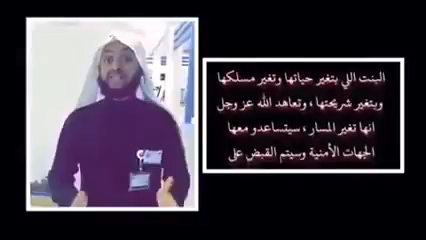 البنت اللي بتغير حياتها وتغير مسلكها
وبتغير شريحتها ، وتعاهد الله عز وجل
انها تغير المسار ، سيتساعدو معها
الجهات الأمنية وسيتم القبض على